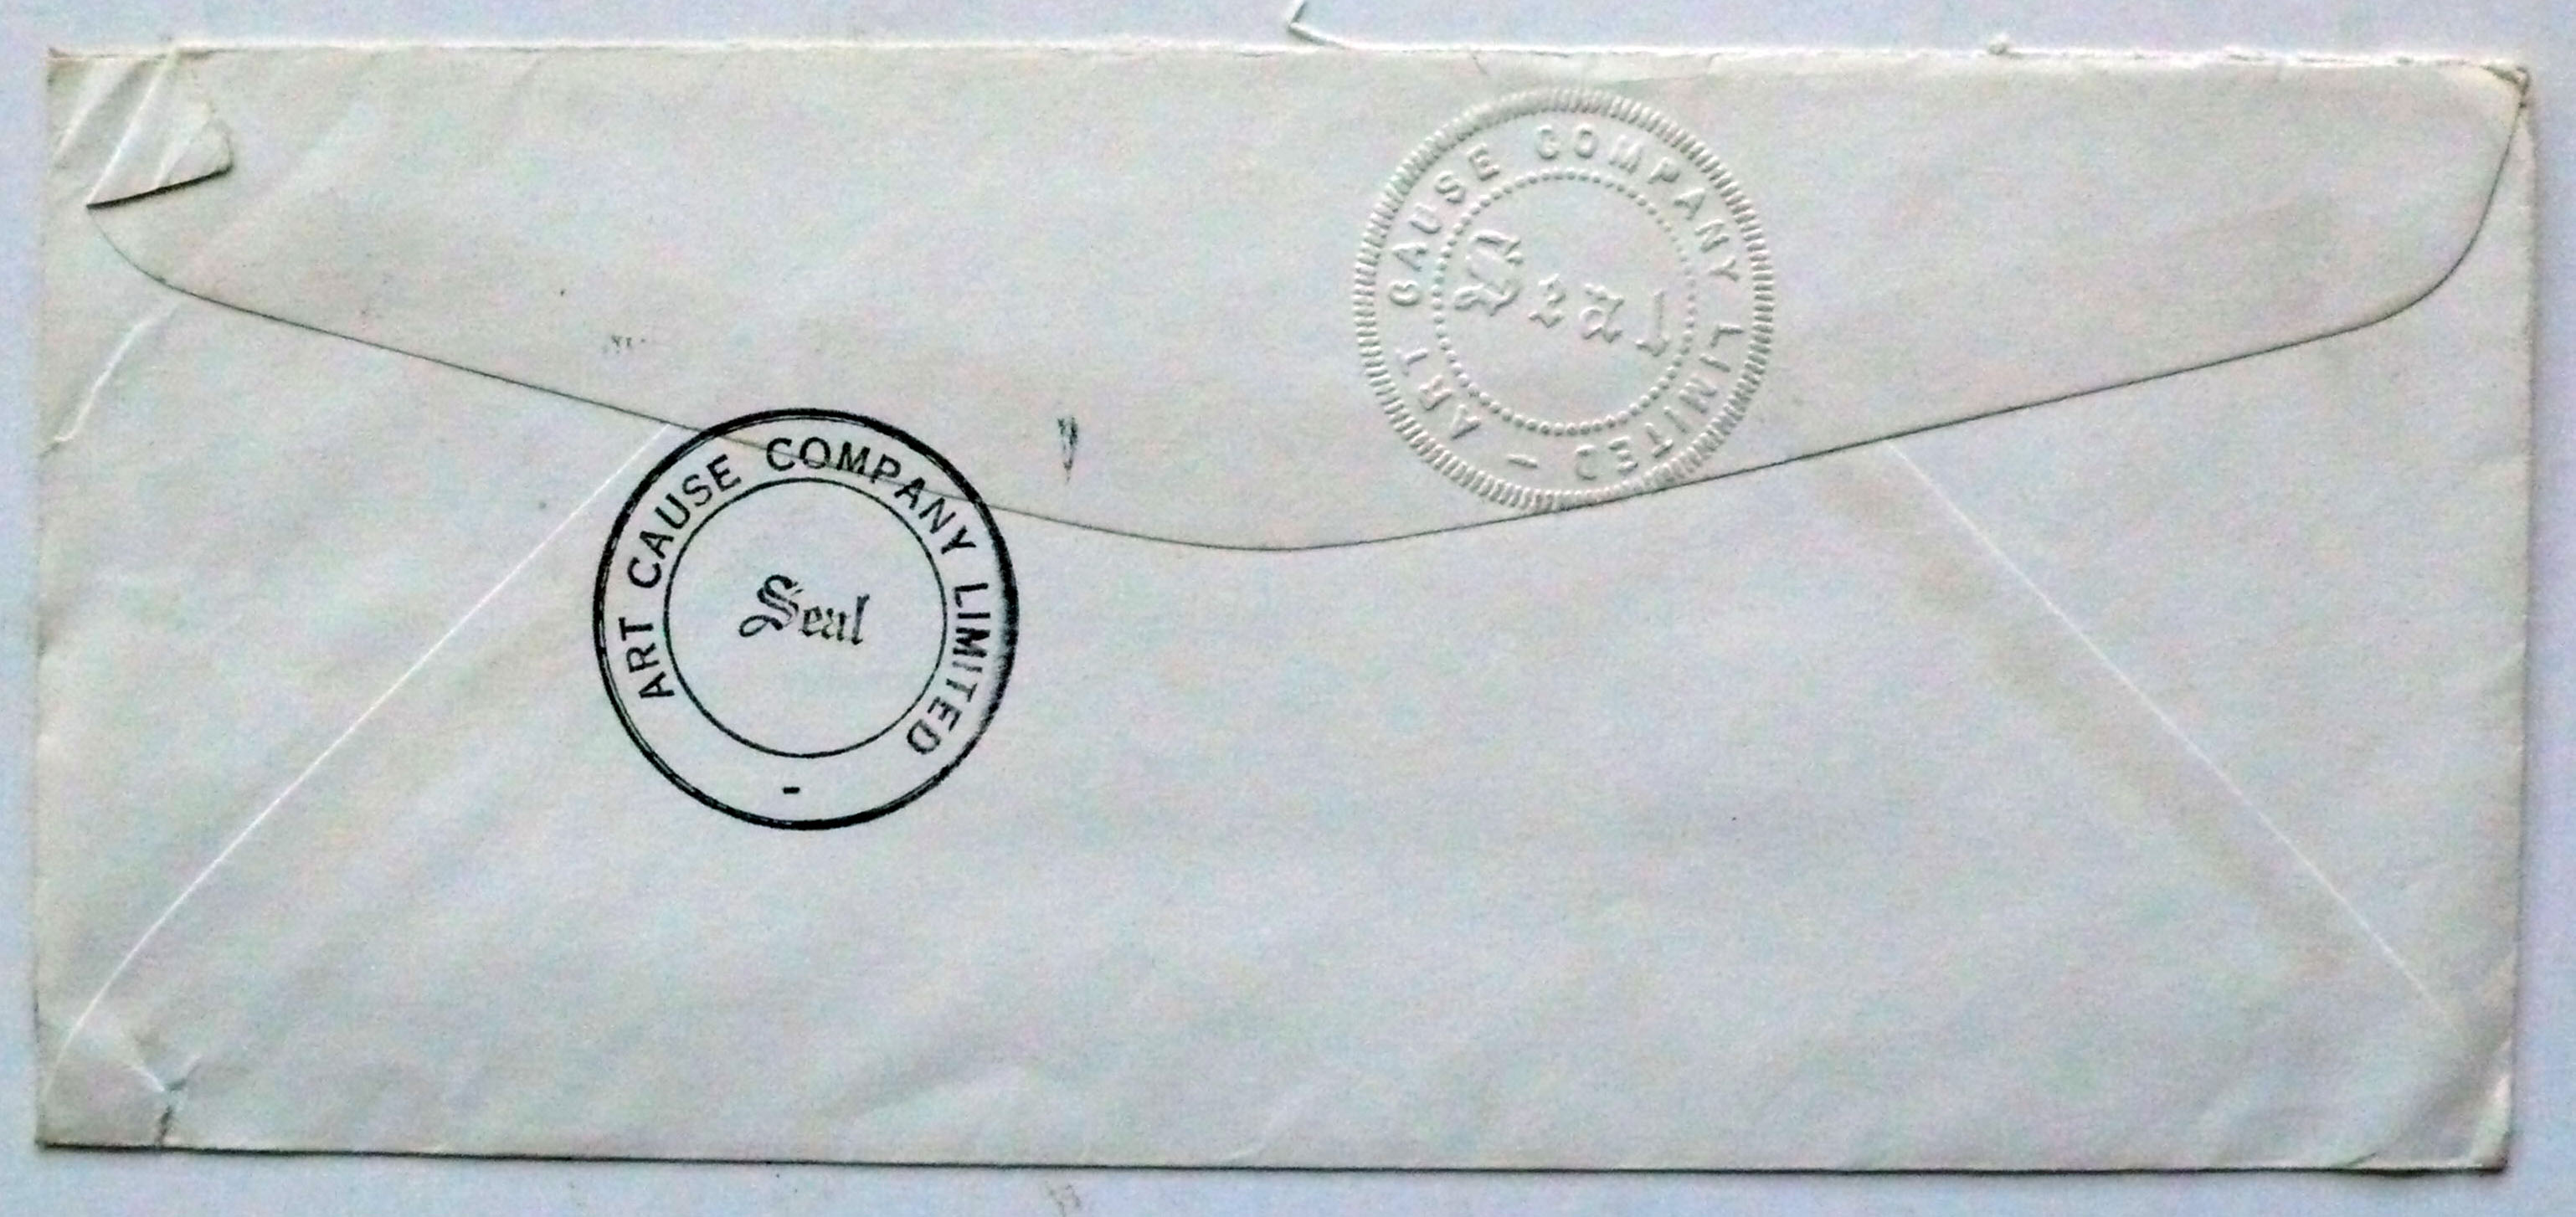 ART CAUSE COMPANY LIMITED -
Seal
ART CAUSE COMPANY LIMITED -
Seal